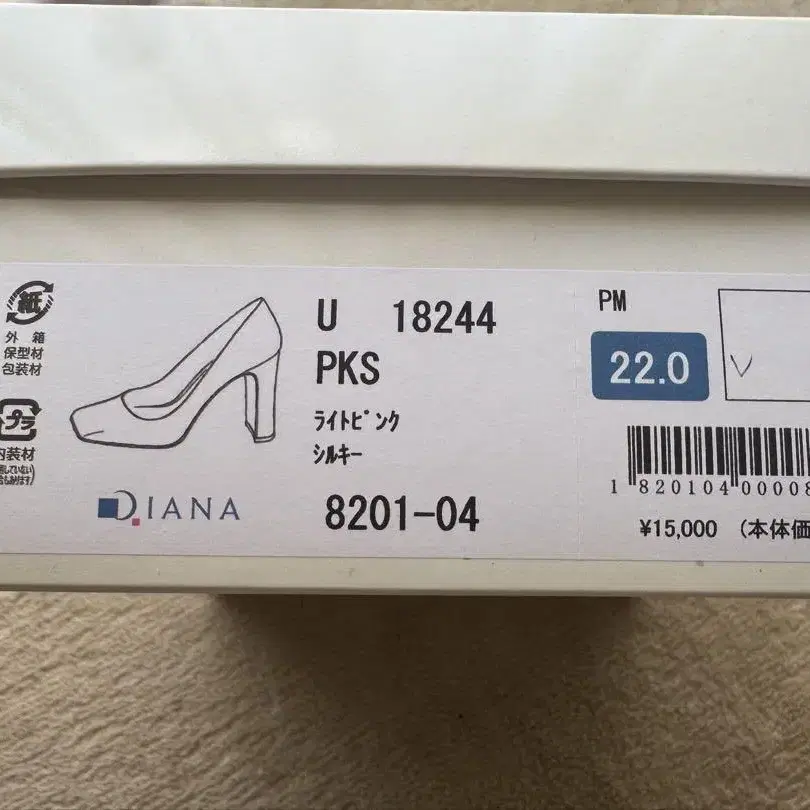 紙
外 箱
保型材
包装材
プラ
内装材
U 18244
PKS
ライトピンク
シルキー
DIANA
8201-04
PM
22.0
1 820104 00008
¥15,000 (本体価